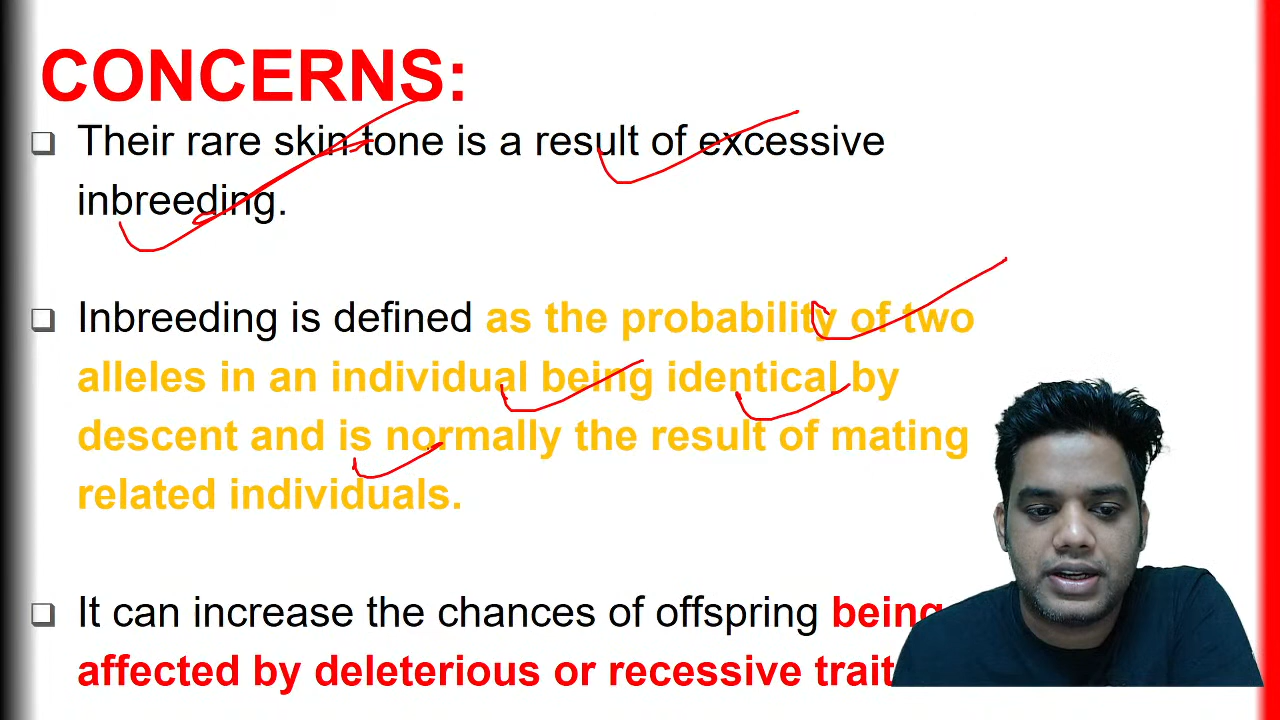 CONCERNS:
Their rare skin tone is a result of excessive
inbreeding.
Inbreeding is defined as the probability of two
alleles in an individual being identical by
descent and is normally the result of mating
related individuals.
It can increase the chances of offspring being
affected by deleterious or recessive trait